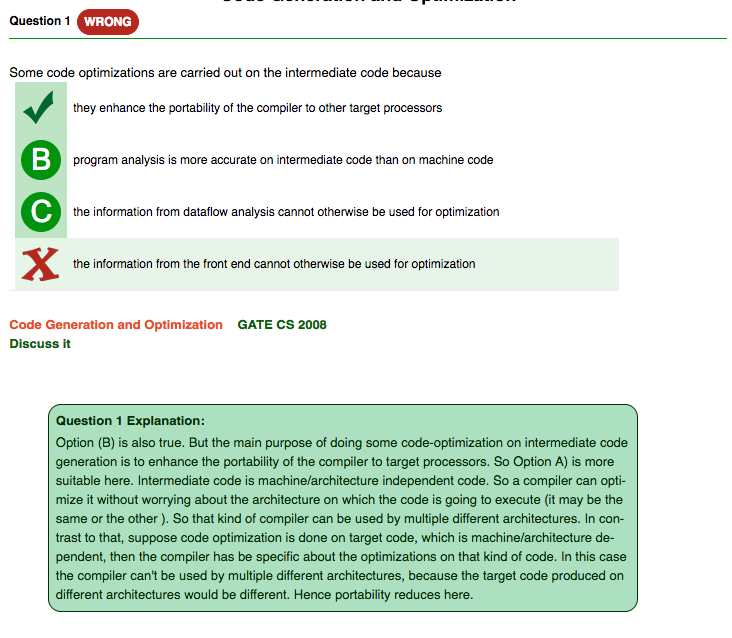 Code Generation and Optimization
Question 1 WRONG
Some code optimizations are carried out on the intermediate code because
they enhance the portability of the compiler to other target processors
B program analysis is more accurate on intermediate code than on machine code
C the information from dataflow analysis cannot otherwise be used for optimization
X the information from the front end cannot otherwise be used for optimization
Code Generation and Optimization GATE CS 2008
Discuss it
Question 1 Explanation:
Option (B) is also true. But the main purpose of doing some code-optimization on intermediate code
generation is to enhance the portability of the compiler to target processors. So Option A) is more
suitable here. Intermediate code is machine/architecture independent code. So a compiler can opti-
mize it without worrying about the architecture on which the code is going to execute (it may be the
same or the other ). So that kind of compiler can be used by multiple different architectures. In con-
trast to that, suppose code optimization is done on target code, which is machine/architecture de-
pendent, then the compiler has be specific about the optimizations on that kind of code. In this case
the compiler can't be used by multiple different architectures, because the target code produced on
different architectures would be different. Hence portability reduces here.